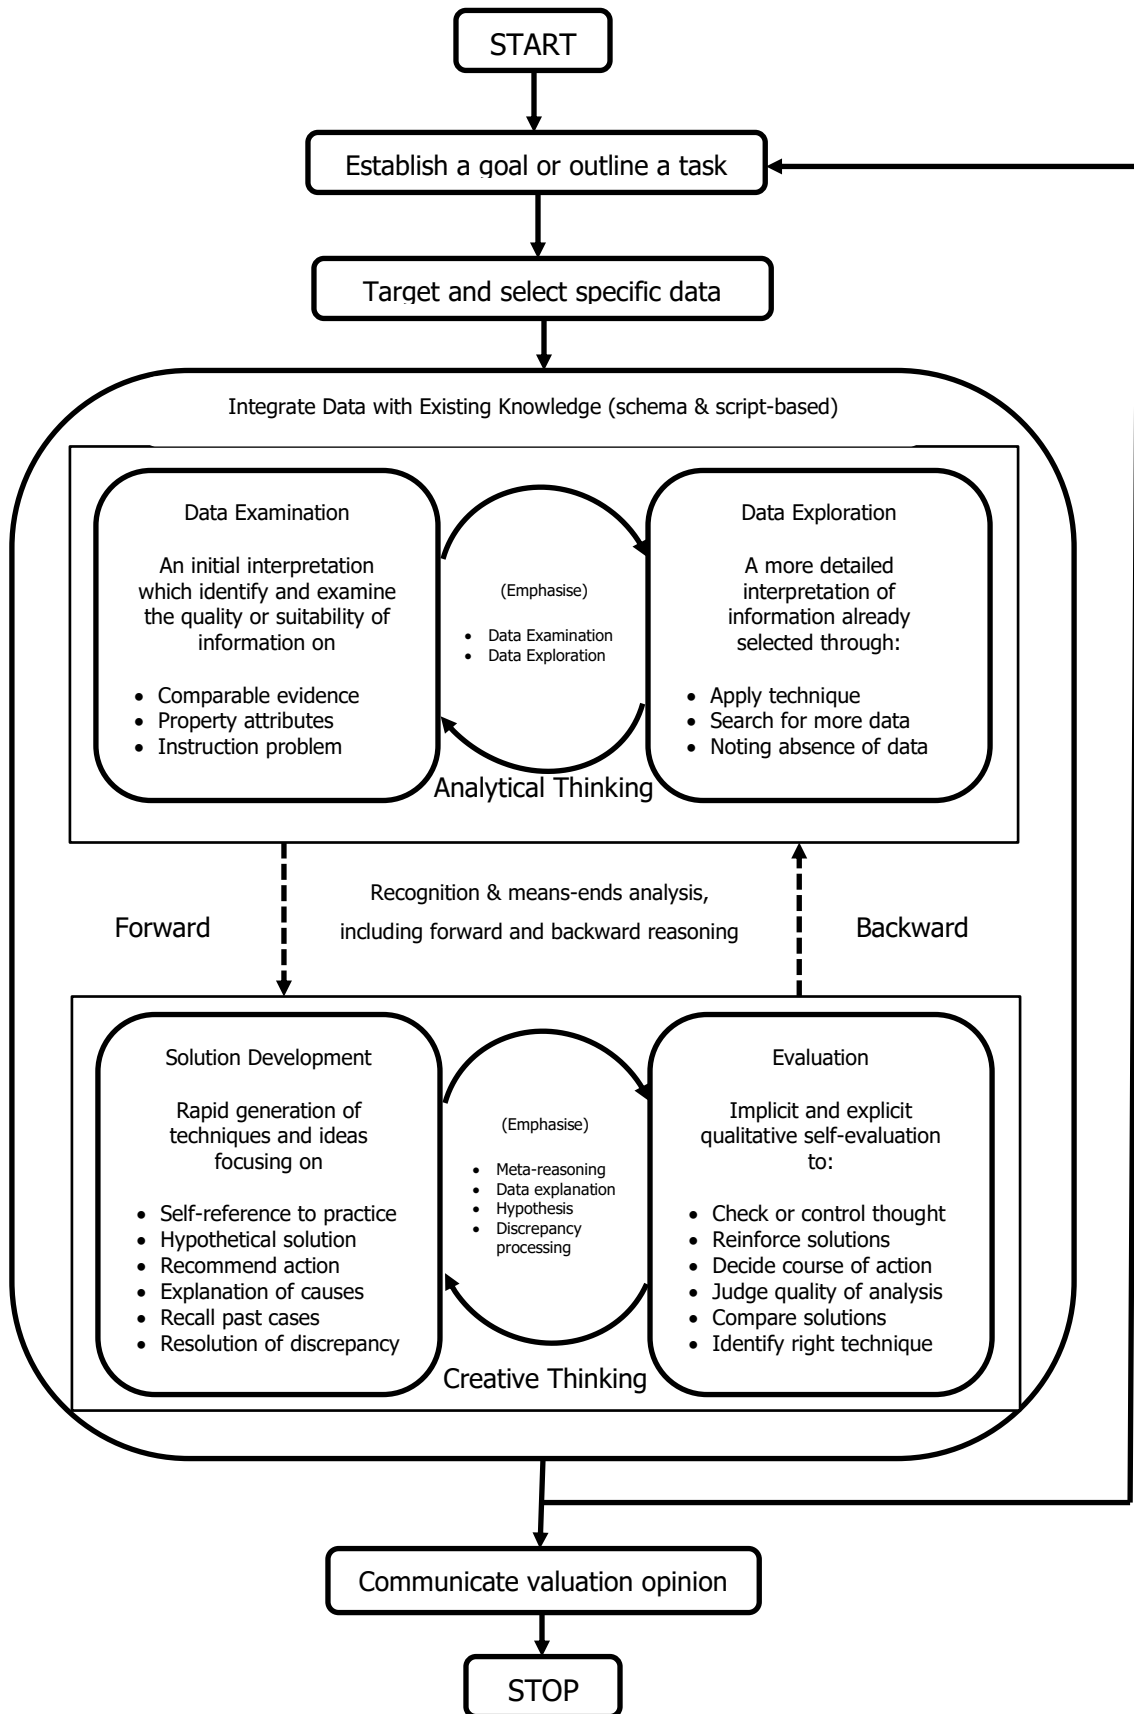 START
Establish a goal or outline a task
Target and select specific data
Integrate Data with Existing Knowledge (schema & script-based)
Data Examination
An initial interpretation
which identify and examine
the quality or suitability of
information on
• Comparable evidence
• Property attributes
• Instruction problem
(Emphasise)
• Data Examination
• Data Exploration
Data Exploration
A more detailed
interpretation of
information already
selected through:
• Apply technique
• Search for more data
• Noting absence of data
Analytical Thinking
Forward
Recognition & means-ends analysis,
including forward and backward reasoning
Backward
Solution Development
Rapid generation of
techniques and ideas
focusing on
• Self-reference to practice
• Hypothetical solution
• Recommend action
• Explanation of causes
• Recall past cases
• Resolution of discrepancy
(Emphasise)
• Meta-reasoning
• Data explanation
• Hypothesis
• Discrepancy
processing
Evaluation
Implicit and explicit
qualitative self-evaluation
to:
• Check or control thought
• Reinforce solutions
• Decide course of action
• Judge quality of analysis
• Compare solutions
• Identify right technique
Creative Thinking
Communicate valuation opinion
STOP